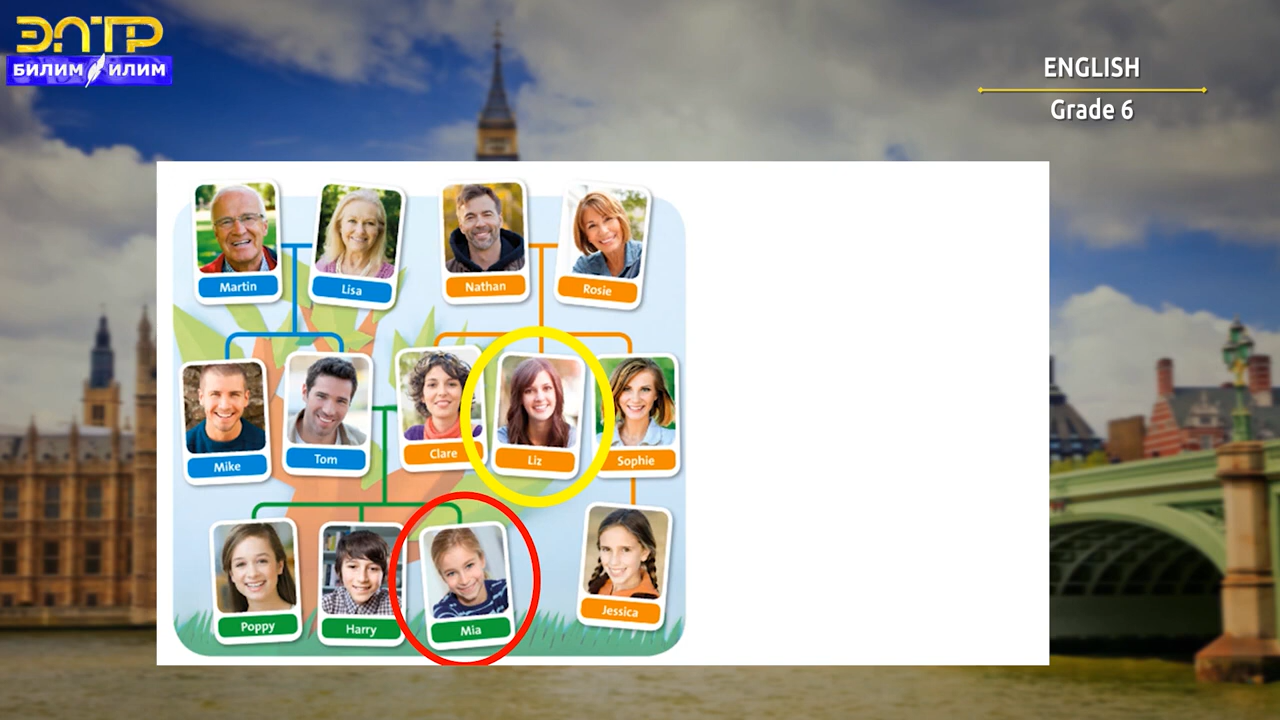 ЭЛТР
БИЛИМ ИЛИМ
ENGLISH
Grade 6
Martin
Lisa
Nathan
Rosie
Mike
Tom
Clare
Liz
Sophie
Poppy
Harry
Mia
Jessica